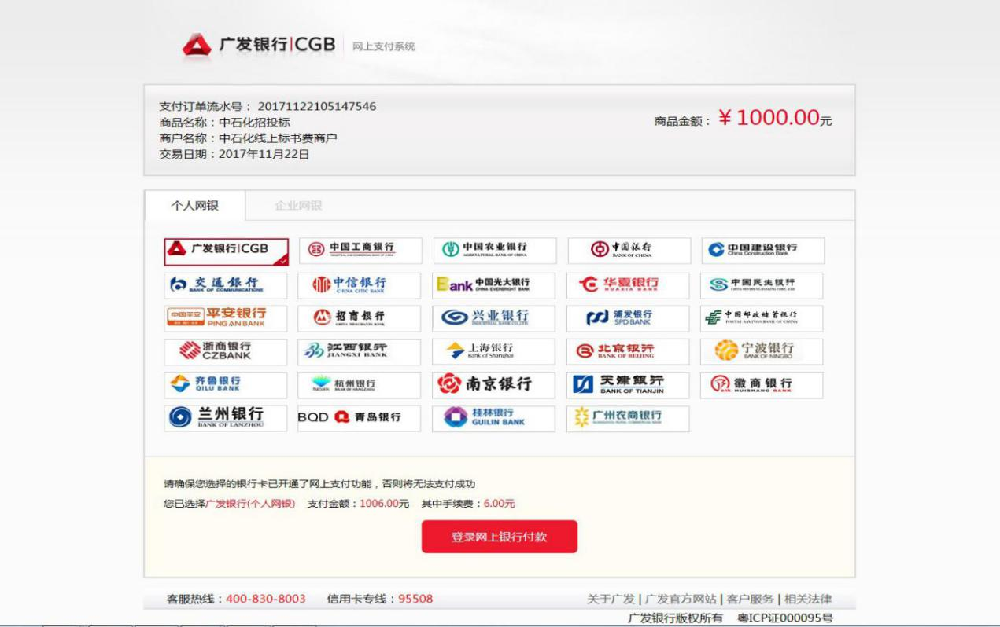 广发银行|CGB 网上支付系统
支付订单流水号： 20171122105147546
商品名称：中石化招投标
商品金额： ￥1000.00元
商户名称：中石化线上标书费商户
交易日期：2017年11月22日
个人网银 企业网银
广发银行|CGB 中国工商银行 中国农业银行 AGRICULTURAL BANK OF CHINA 中国银行 BANK OF CHINA 中国建设银行 China Construction Bank
交通银行 BANK OF COMMUNICATIONS 中信银行 CHINA CITIC BANK Bank 中国光大银行 CHINA EVERBRIGHT BANK 华夏银行 HUAXIA BANK 中国民生银行
中国平安 平安银行 PING AN BANK 招商银行 CHINA MERCHANTS BANK 兴业银行 INDUSTRIAL BANK CO.,LTD. 浦发银行 SPD BANK 中国邮政储蓄银行 POSTAL SAVINGS BANK OF CHINA
浙商银行 CZBANK 江西银行 JIANGXI BANK 上海银行 Bank of Shanghai 北京银行 BANK OF BEIJING 宁波银行 BANK OF NINGBO
齐鲁银行 QILU BANK 杭州银行 BANK OF HANGZHOU 南京银行 天津银行 BANK OF TIANJIN 徽商银行 HUISHANG BANK
兰州银行 BANK OF LANZHOU BQD 青岛银行 桂林银行 GUILIN BANK 广州农商银行
请确保您选择的银行卡已开通了网上支付功能，否则将无法支付成功
您已选择广发银行(个人网银) 支付金额：1006.00元 其中手续费：6.00元
登录网上银行付款
客服热线：400-830-8003 信用卡专线：95508 关于广发 | 广发官方网站 | 客户服务 | 相关法律
广发银行版权所有 粤ICP证000095号